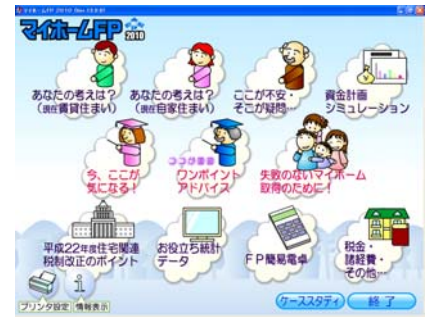 マイホームFP 2010
あなたの考えは?
(現在賃貸住まい)
あなたの考えは?
(現在自家住まい)
ここが不安・
そこが疑問…
資金計画
シミュレーション
今、ここが
気になる!
ココが重要
ワンポイント
アドバイス
失敗のないマイホーム
取得のために!
平成22年度住宅関連
税制改正のポイント
お役立ち統計
データ
FP簡易電卓
税金・
諸経費・
その他…
プリンタ設定
情報表示
ケーススタディ
終了